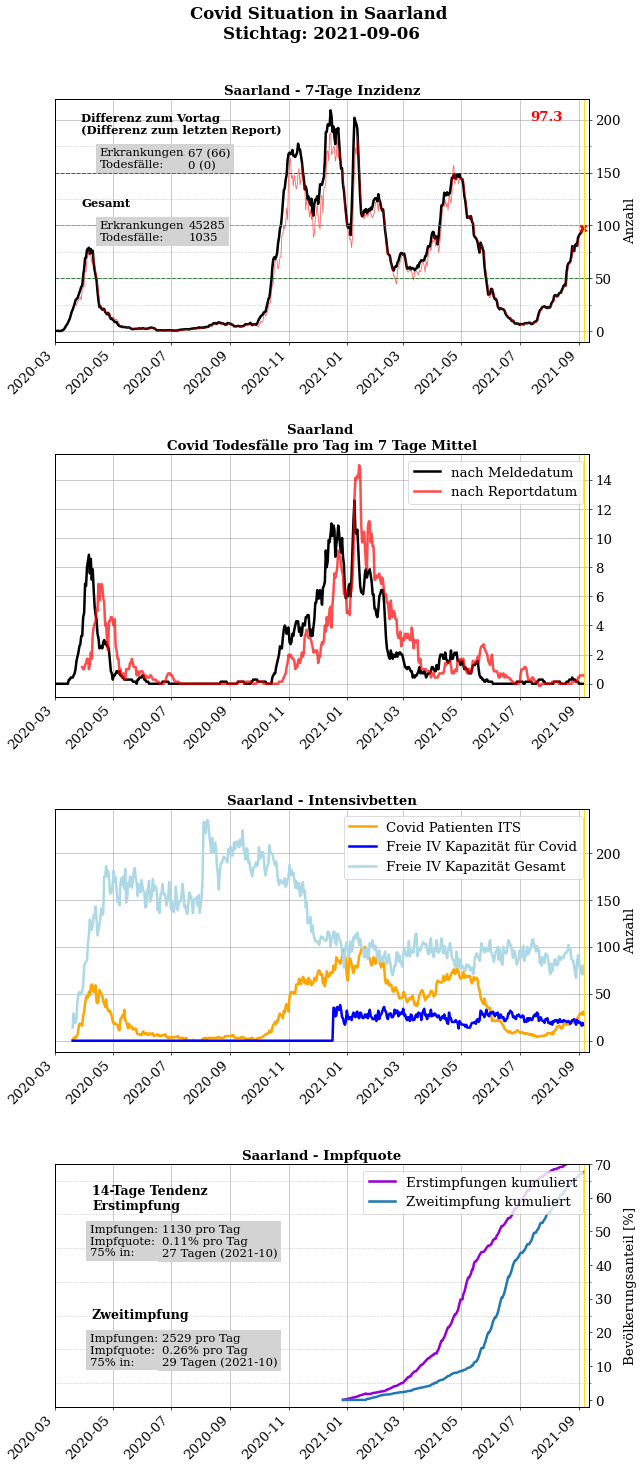 Covid Situation in Saarland
Stichtag: 2021-09-06
Saarland - 7-Tage Inzidenz
Differenz zum Vortag
(Differenz zum letzten Report)
97.3
Erkrankungen 67 (66)
Todesfälle: 0 (0)
Gesamt
Erkrankungen 45285
Todesfälle: 1035
200
150
100
50
0
Anzahl
2020-03 2020-05 2020-07 2020-09 2020-11 2021-01 2021-03 2021-05 2021-07 2021-09
Saarland
Covid Todesfälle pro Tag im 7 Tage Mittel
nach Meldedatum
nach Reportdatum
14
12
10
8
6
4
2
0
2020-03 2020-05 2020-07 2020-09 2020-11 2021-01 2021-03 2021-05 2021-07 2021-09
Saarland - Intensivbetten
Covid Patienten ITS
Freie IV Kapazität für Covid
Freie IV Kapazität Gesamt
200
150
100
50
0
Anzahl
2020-03 2020-05 2020-07 2020-09 2020-11 2021-01 2021-03 2021-05 2021-07 2021-09
Saarland - Impfquote
14-Tage Tendenz
Erstimpfung
Impfungen: 1130 pro Tag
Impfquote: 0.11% pro Tag
75% in: 27 Tagen (2021-10)
Zweitimpfung
Impfungen: 2529 pro Tag
Impfquote: 0.26% pro Tag
75% in: 29 Tagen (2021-10)
Erstimpfungen kumuliert
Zweitimpfung kumuliert
70
60
50
40
30
20
10
0
Bevölkerungsanteil [%]
2020-03 2020-05 2020-07 2020-09 2020-11 2021-01 2021-03 2021-05 2021-07 2021-09